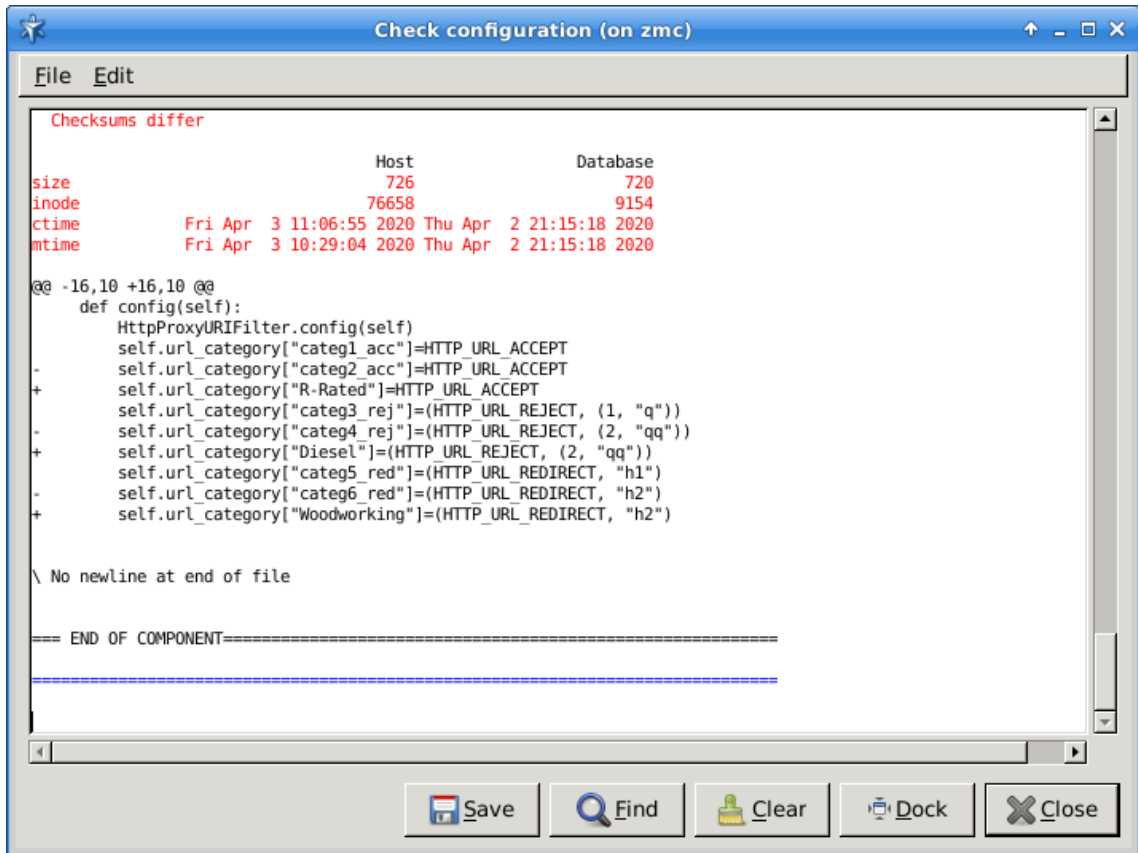 Check configuration (on zmc)
File Edit
  Checksums differ
                                    Host                 Database
size                                 726                      720
inode                              76658                     9154
ctime           Fri Apr  3 11:06:55 2020 Thu Apr  2 21:15:18 2020
mtime           Fri Apr  3 10:29:04 2020 Thu Apr  2 21:15:18 2020
@@ -16,10 +16,10 @@
     def config(self):
         HttpProxyURIFilter.config(self)
         self.url_category["categ1_acc"]=HTTP_URL_ACCEPT
-        self.url_category["categ2_acc"]=HTTP_URL_ACCEPT
+        self.url_category["R-Rated"]=HTTP_URL_ACCEPT
         self.url_category["categ3_rej"]=(HTTP_URL_REJECT, (1, "q"))
-        self.url_category["categ4_rej"]=(HTTP_URL_REJECT, (2, "qq"))
+        self.url_category["Diesel"]=(HTTP_URL_REJECT, (2, "qq"))
         self.url_category["categ5_red"]=(HTTP_URL_REDIRECT, "h1")
-        self.url_category["categ6_red"]=(HTTP_URL_REDIRECT, "h2")
+        self.url_category["Woodworking"]=(HTTP_URL_REDIRECT, "h2")
\ No newline at end of file
=== END OF COMPONENT==========================================================
==============================================================================
Save Find Clear Dock Close